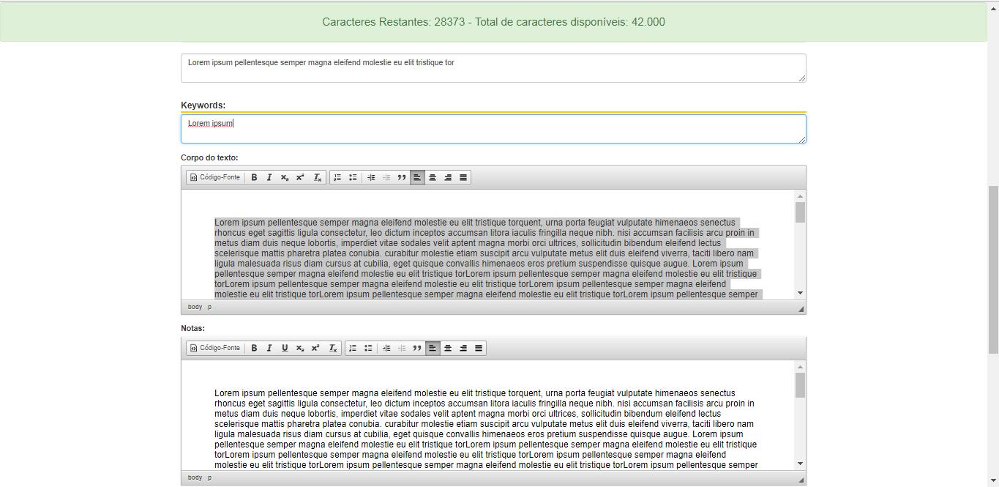 Caracteres Restantes: 28373 - Total de caracteres disponíveis: 42.000
Lorem ipsum pellentesque semper magna eleifend molestie eu elit tristique tor
Keywords:
Lorem ipsum
Corpo do texto:
Código-Fonte B I x₂ x² Tx
Lorem ipsum pellentesque semper magna eleifend molestie eu elit tristique torquent, urna porta feugiat vulputate himenaeos senectus
rhoncus eget sagittis ligula consectetur, leo dictum inceptos accumsan litora iaculis fringilla neque nibh. nisi accumsan facilisis arcu proin in
metus diam duis neque lobortis, imperdiet vitae sodales velit aptent magna morbi orci ultrices, sollicitudin bibendum eleifend lectus
scelerisque mattis pharetra platea conubia. curabitur molestie etiam suscipit arcu vulputate metus elit duis eleifend viverra, taciti libero nam
ligula malesuada risus diam cursus at cubilia, eget quisque convallis himenaeos eros pretium suspendisse quisque augue. Lorem ipsum
pellentesque semper magna eleifend molestie eu elit tristique torLorem ipsum pellentesque semper magna eleifend molestie eu elit tristique
torLorem ipsum pellentesque semper magna eleifend molestie eu elit tristique torLorem ipsum pellentesque semper magna eleifend
molestie eu elit tristique torLorem ipsum pellentesque semper magna eleifend molestie eu elit tristique torLorem ipsum pellentesque semper
body p
Notas:
Código-Fonte B I U x₂ x² Tx
Lorem ipsum pellentesque semper magna eleifend molestie eu elit tristique torquent, urna porta feugiat vulputate himenaeos senectus
rhoncus eget sagittis ligula consectetur, leo dictum inceptos accumsan litora iaculis fringilla neque nibh. nisi accumsan facilisis arcu proin in
metus diam duis neque lobortis, imperdiet vitae sodales velit aptent magna morbi orci ultrices, sollicitudin bibendum eleifend lectus
scelerisque mattis pharetra platea conubia. curabitur molestie etiam suscipit arcu vulputate metus elit duis eleifend viverra, taciti libero nam
ligula malesuada risus diam cursus at cubilia, eget quisque convallis himenaeos eros pretium suspendisse quisque augue. Lorem ipsum
pellentesque semper magna eleifend molestie eu elit tristique torLorem ipsum pellentesque semper magna eleifend molestie eu elit tristique
torLorem ipsum pellentesque semper magna eleifend molestie eu elit tristique torLorem ipsum pellentesque semper magna eleifend
molestie eu elit tristique torLorem ipsum pellentesque semper magna eleifend molestie eu elit tristique torLorem ipsum pellentesque semper
body p